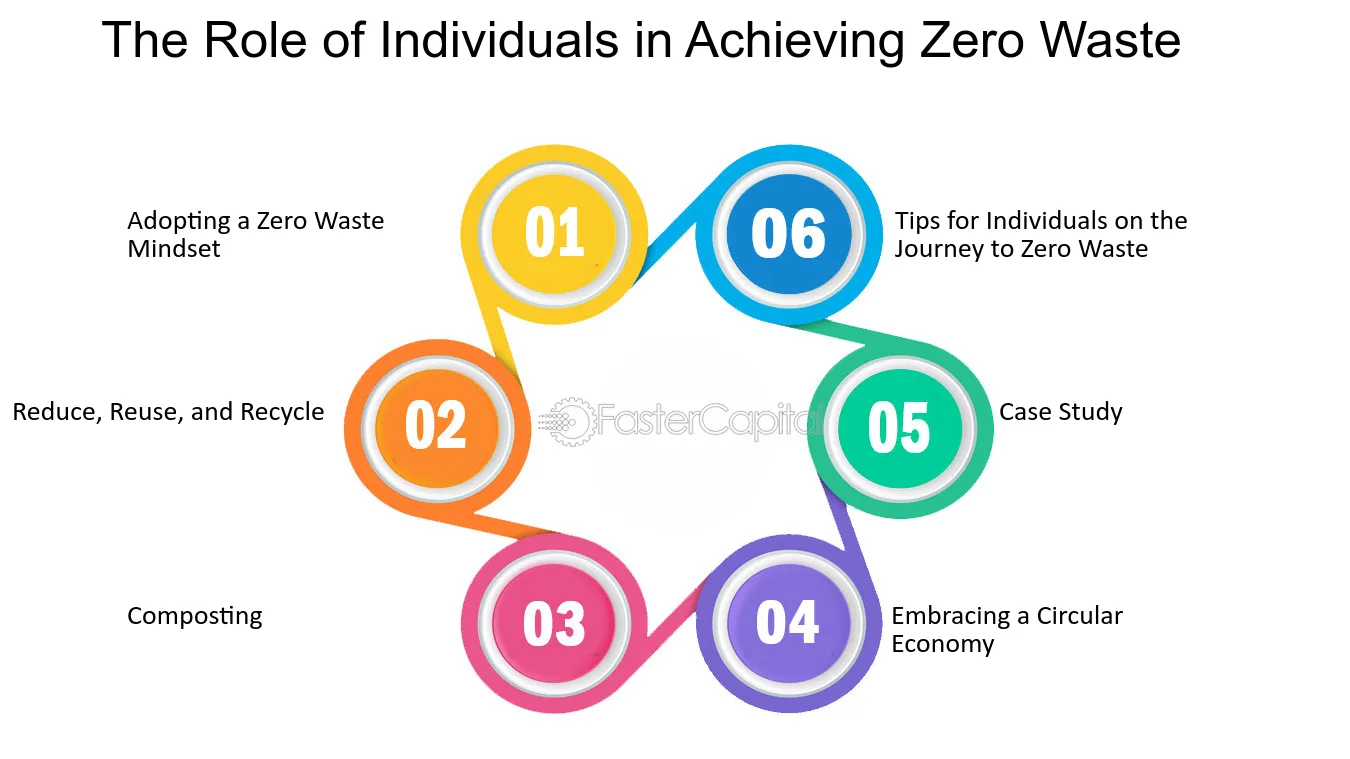 The Role of Individuals in Achieving Zero Waste
01
Adopting a Zero Waste
Mindset
02
Reduce, Reuse, and Recycle
03
Composting
04
Embracing a Circular
Economy
05
Case Study
06
Tips for Individuals on the
Journey to Zero Waste
FasterCapital